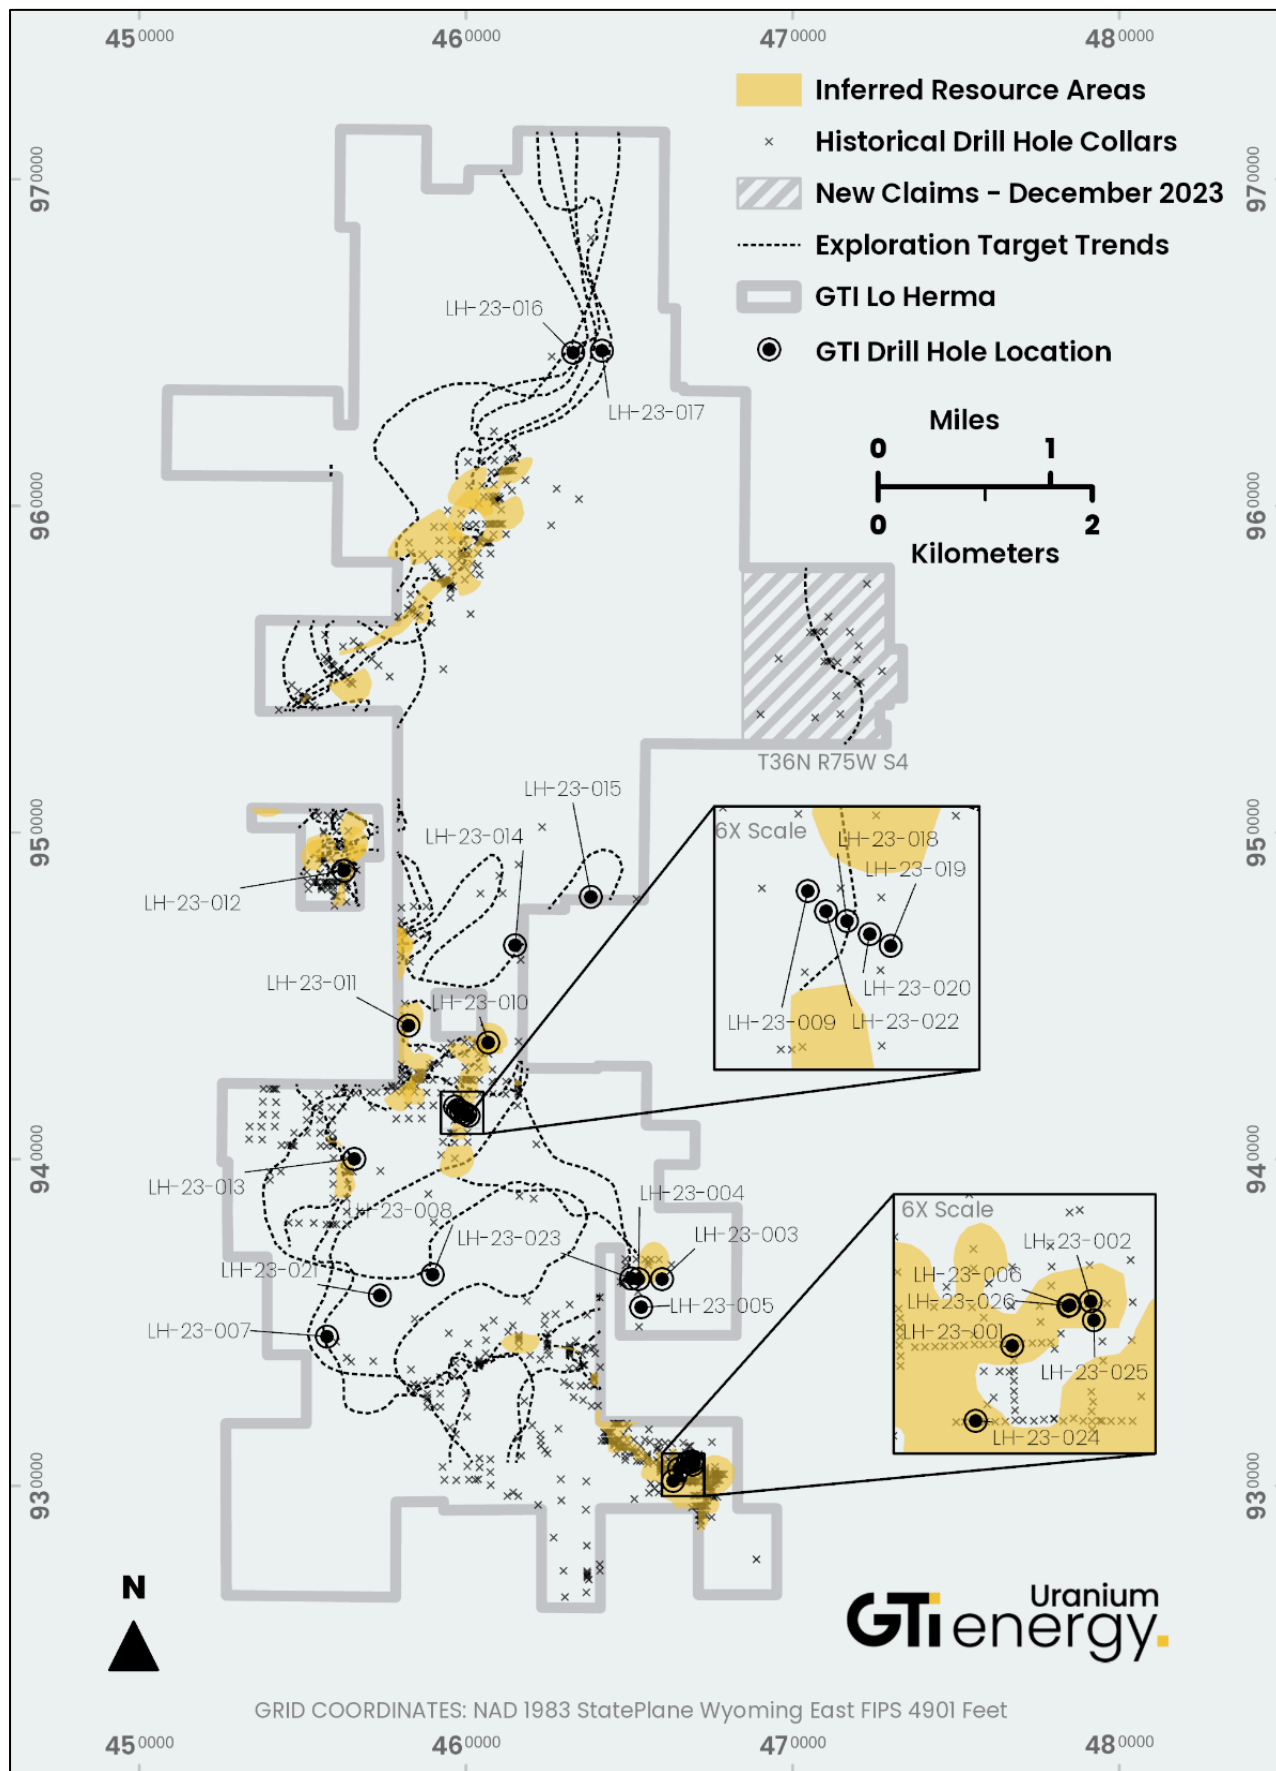 450000 460000 470000 480000
Inferred Resource Areas
Historical Drill Hole Collars
New Claims - December 2023
Exploration Target Trends
GTI Lo Herma
GTI Drill Hole Location
970000 970000
LH-23-016
LH-23-017
Miles
0 1
0 2
Kilometers
960000 960000
T36N R75W S4
LH-23-015
LH-23-014
950000 950000
6X Scale
LH-23-018
LH-23-019
LH-23-012
LH-23-011
LH-23-010
LH-23-020
LH-23-009 LH-23-022
940000 940000
LH-23-013
LH-23-004
LH-23-008
LH-23-023
LH-23-003
6X Scale
LH-23-002
LH-23-006
LH-23-026
LH-23-021
LH-23-005
LH-23-007
LH-23-001
LH-23-025
LH-23-024
930000 930000
N
GTi Uranium
energy.
GRID COORDINATES: NAD 1983 StatePlane Wyoming East FIPS 4901 Feet
450000 460000 470000 480000